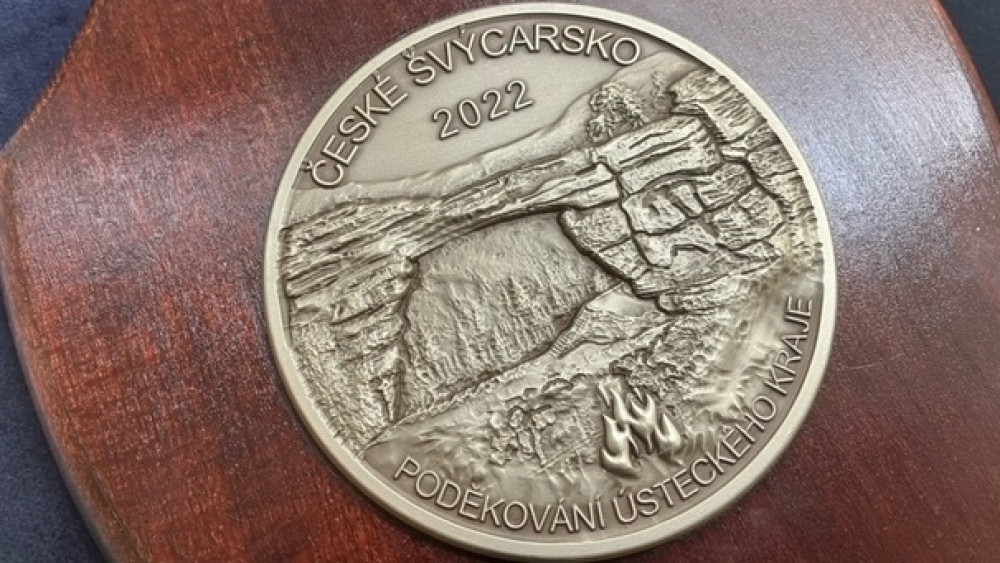 ČESKÉ ŠVÝCARSKO
2022
PODĚKOVÁNÍ ÚSTECKÉHO KRAJE